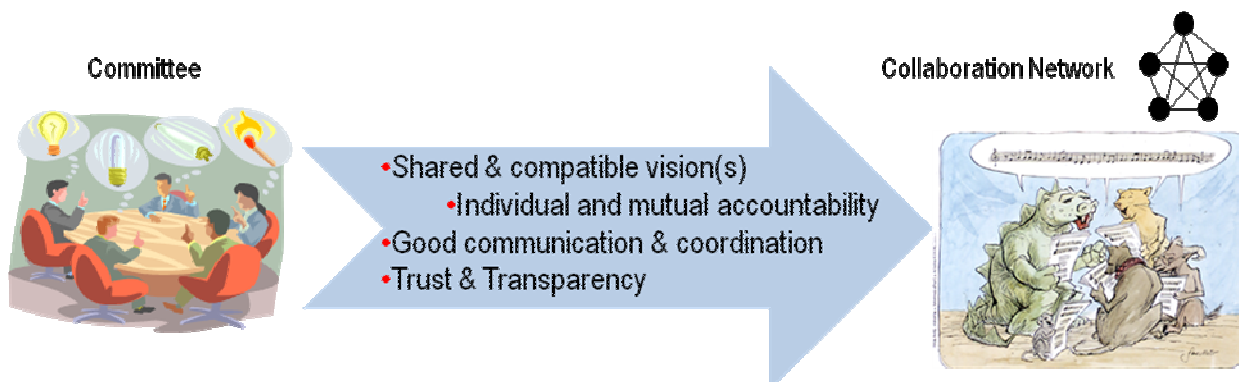 Committee
Collaboration Network
•Shared & compatible vision(s)
•Individual and mutual accountability
•Good communication & coordination
•Trust & Transparency